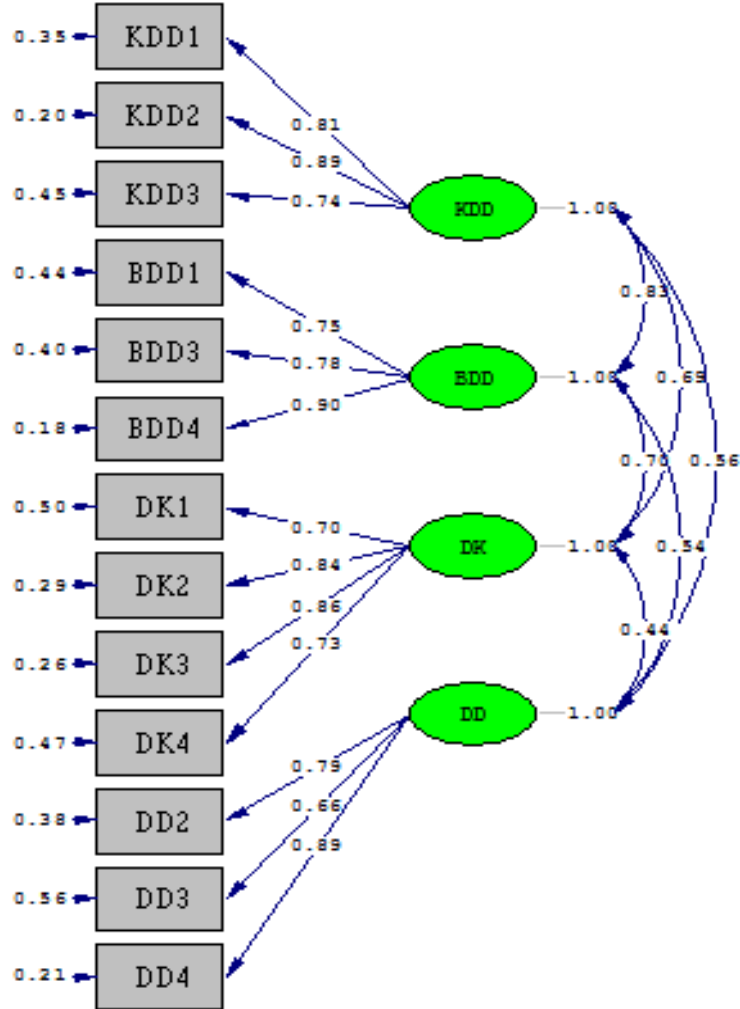 0.35 KDD1
0.81
0.20 KDD2
0.89
0.45 KDD3 0.74 KDD 1.00
0.44 BDD1 0.83
0.75
0.40 BDD3 0.78 BDD 1.00 0.69
0.90
0.18 BDD4
0.70 0.56
0.50 DK1
0.70
0.84 DK 1.00 0.54
0.29 DK2
0.86
0.26 DK3 0.73 0.44
0.47 DK4 DD 1.00
0.79
0.38 DD2 0.66
0.89
0.56 DD3
0.21 DD4